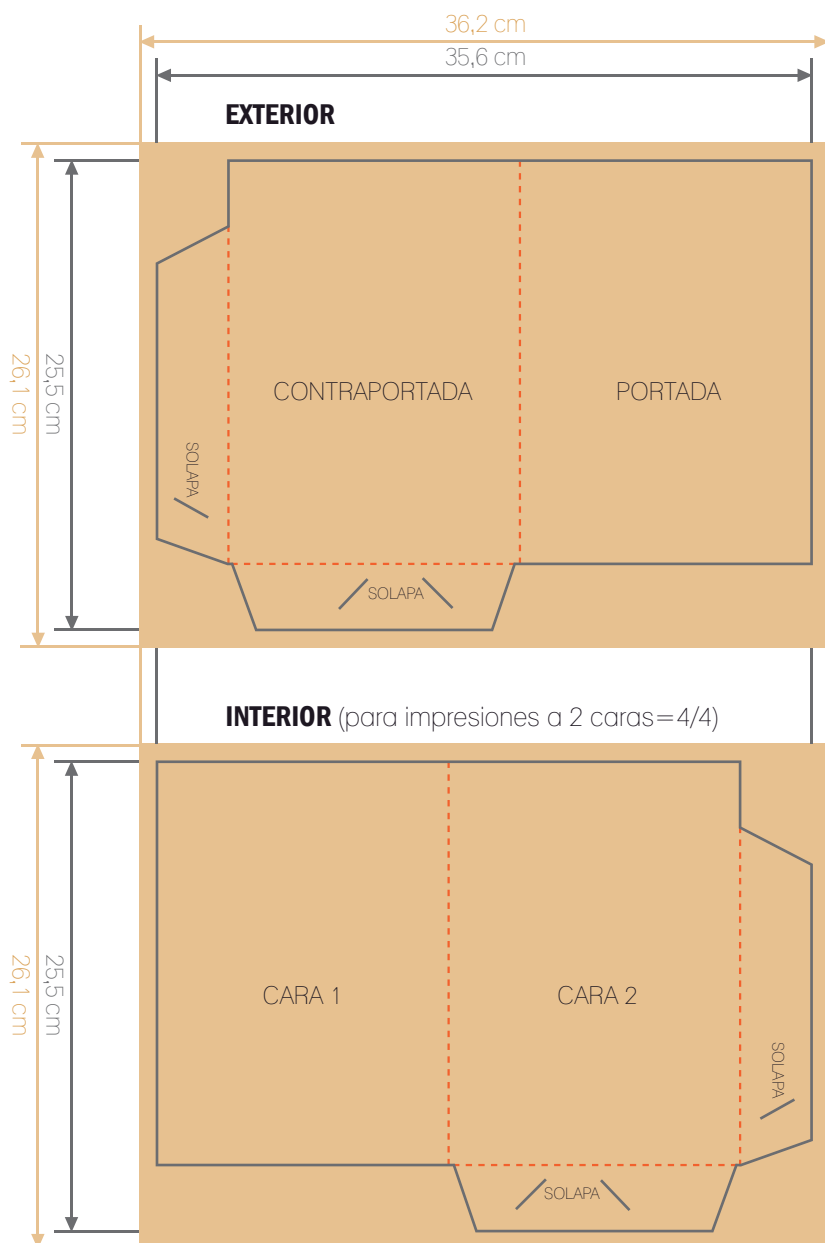 36,2 cm
35,6 cm
EXTERIOR
26,1 cm
25,5 cm
CONTRAPORTADA
PORTADA
SOLAPA
SOLAPA
INTERIOR (para impresiones a 2 caras=4/4)
26,1 cm
25,5 cm
CARA 1
CARA 2
SOLAPA
SOLAPA